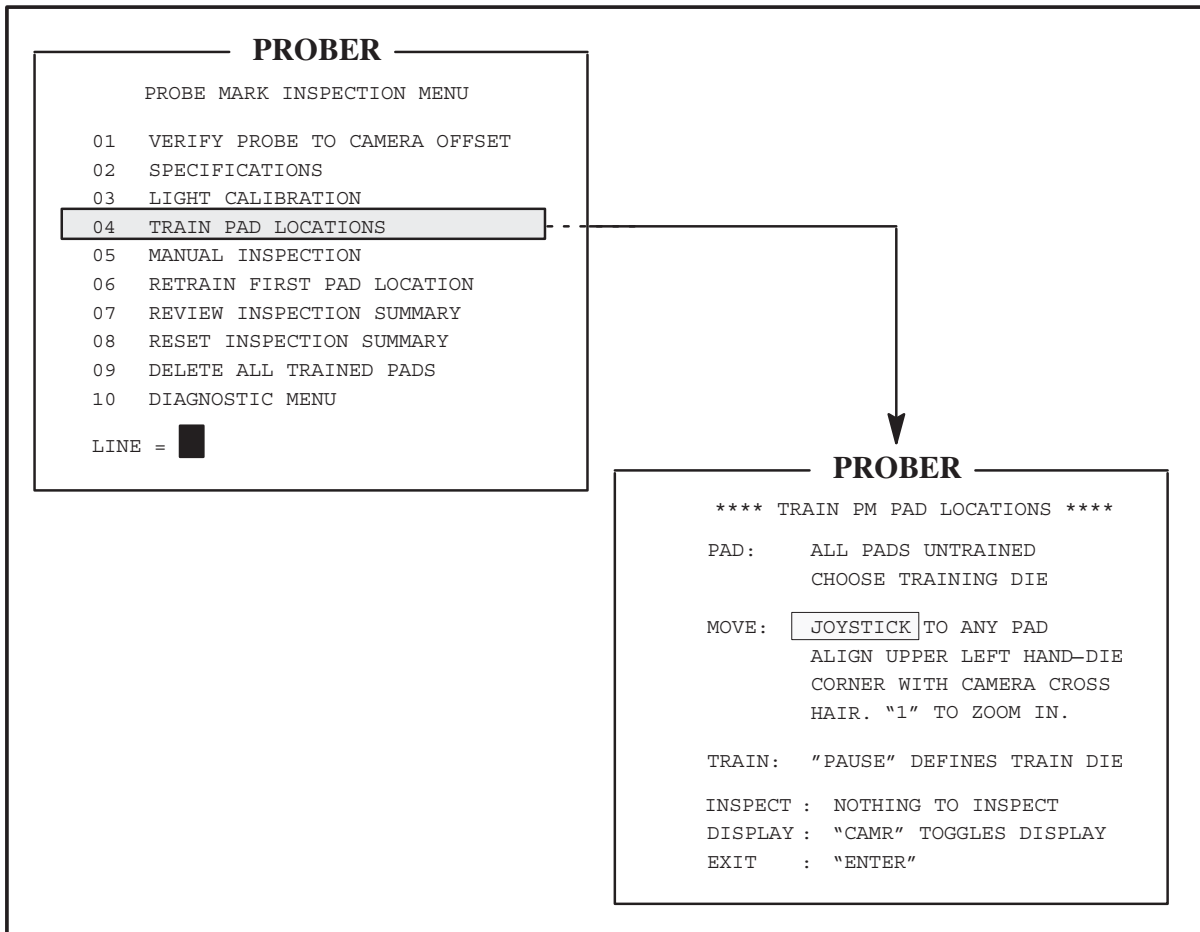 PROBER
PROBE MARK INSPECTION MENU
01 VERIFY PROBE TO CAMERA OFFSET
02 SPECIFICATIONS
03 LIGHT CALIBRATION
04 TRAIN PAD LOCATIONS
05 MANUAL INSPECTION
06 RETRAIN FIRST PAD LOCATION
07 REVIEW INSPECTION SUMMARY
08 RESET INSPECTION SUMMARY
09 DELETE ALL TRAINED PADS
10 DIAGNOSTIC MENU
LINE =
PROBER
**** TRAIN PM PAD LOCATIONS ****
PAD: ALL PADS UNTRAINED
CHOOSE TRAINING DIE
MOVE: JOYSTICK TO ANY PAD
ALIGN UPPER LEFT HAND–DIE
CORNER WITH CAMERA CROSS
HAIR. “1” TO ZOOM IN.
TRAIN: ”PAUSE” DEFINES TRAIN DIE
INSPECT : NOTHING TO INSPECT
DISPLAY : “CAMR” TOGGLES DISPLAY
EXIT : “ENTER”